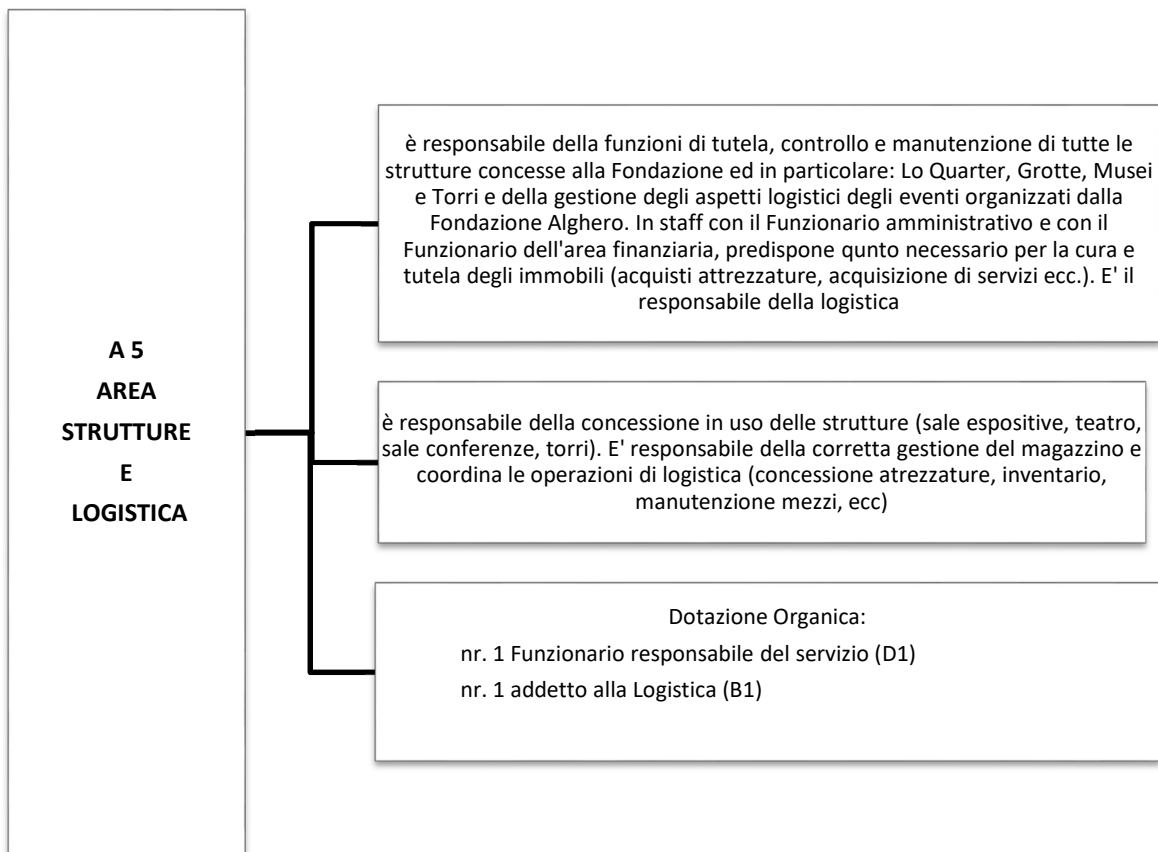 A 5
AREA
STRUTTURE
E
LOGISTICA
è responsabile della funzioni di tutela, controllo e manutenzione di tutte le
strutture concesse alla Fondazione ed in particolare: Lo Quarter, Grotte, Musei
e Torri e della gestione degli aspetti logistici degli eventi organizzati dalla
Fondazione Alghero. In staff con il Funzionario amministrativo e con il
Funzionario dell'area finanziaria, predispone qunto necessario per la cura e
tutela degli immobili (acquisti attrezzature, acquisizione di servizi ecc.). E' il
responsabile della logistica
è responsabile della concessione in uso delle strutture (sale espositive, teatro,
sale conferenze, torri). E' responsabile della corretta gestione del magazzino e
coordina le operazioni di logistica (concessione atrezzature, inventario,
manutenzione mezzi, ecc)
Dotazione Organica:
nr. 1 Funzionario responsabile del servizio (D1)
nr. 1 addetto alla Logistica (B1)